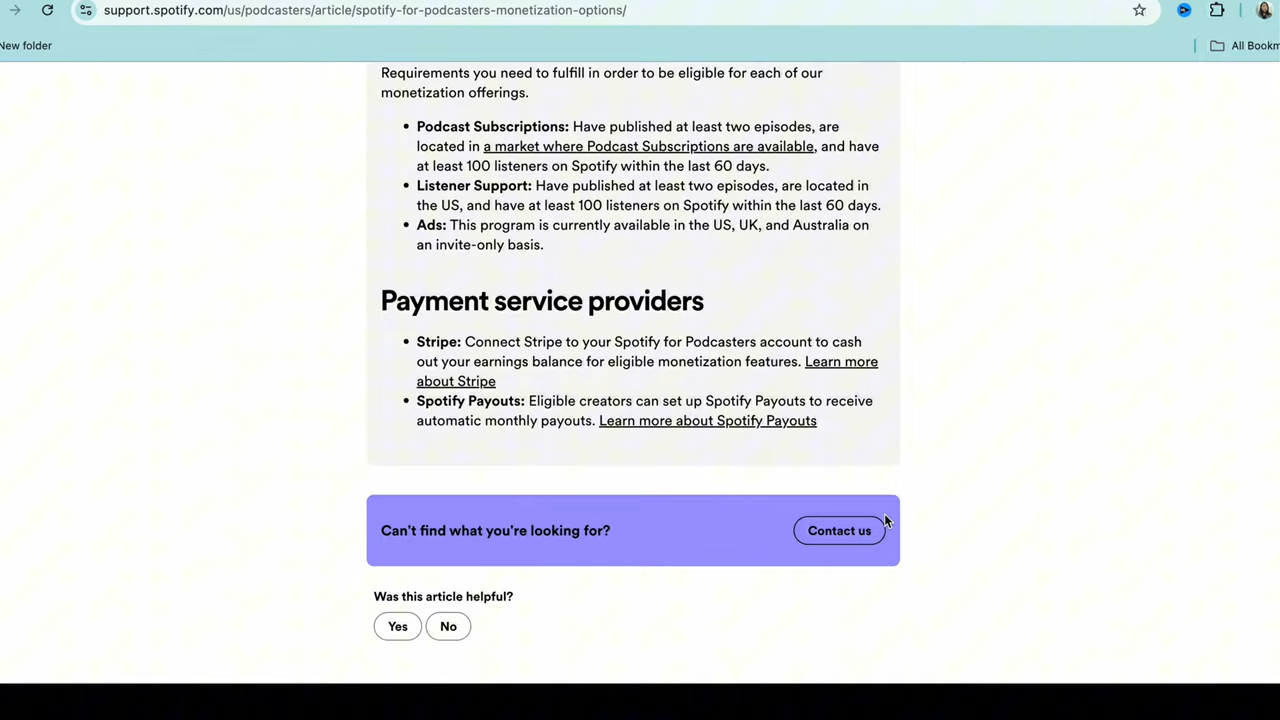 support.spotify.com/us/podcasters/article/spotify-for-podcasters-monetization-options/
New folder
All Bookm
Requirements you need to fulfill in order to be eligible for each of our
monetization offerings.
• Podcast Subscriptions: Have published at least two episodes, are
located in a market where Podcast Subscriptions are available, and have
at least 100 listeners on Spotify within the last 60 days.
• Listener Support: Have published at least two episodes, are located in
the US, and have at least 100 listeners on Spotify within the last 60 days.
• Ads: This program is currently available in the US, UK, and Australia on
an invite-only basis.
Payment service providers
• Stripe: Connect Stripe to your Spotify for Podcasters account to cash
out your earnings balance for eligible monetization features. Learn more
about Stripe
• Spotify Payouts: Eligible creators can set up Spotify Payouts to receive
automatic monthly payouts. Learn more about Spotify Payouts
Can't find what you're looking for?
Contact us
Was this article helpful?
Yes
No